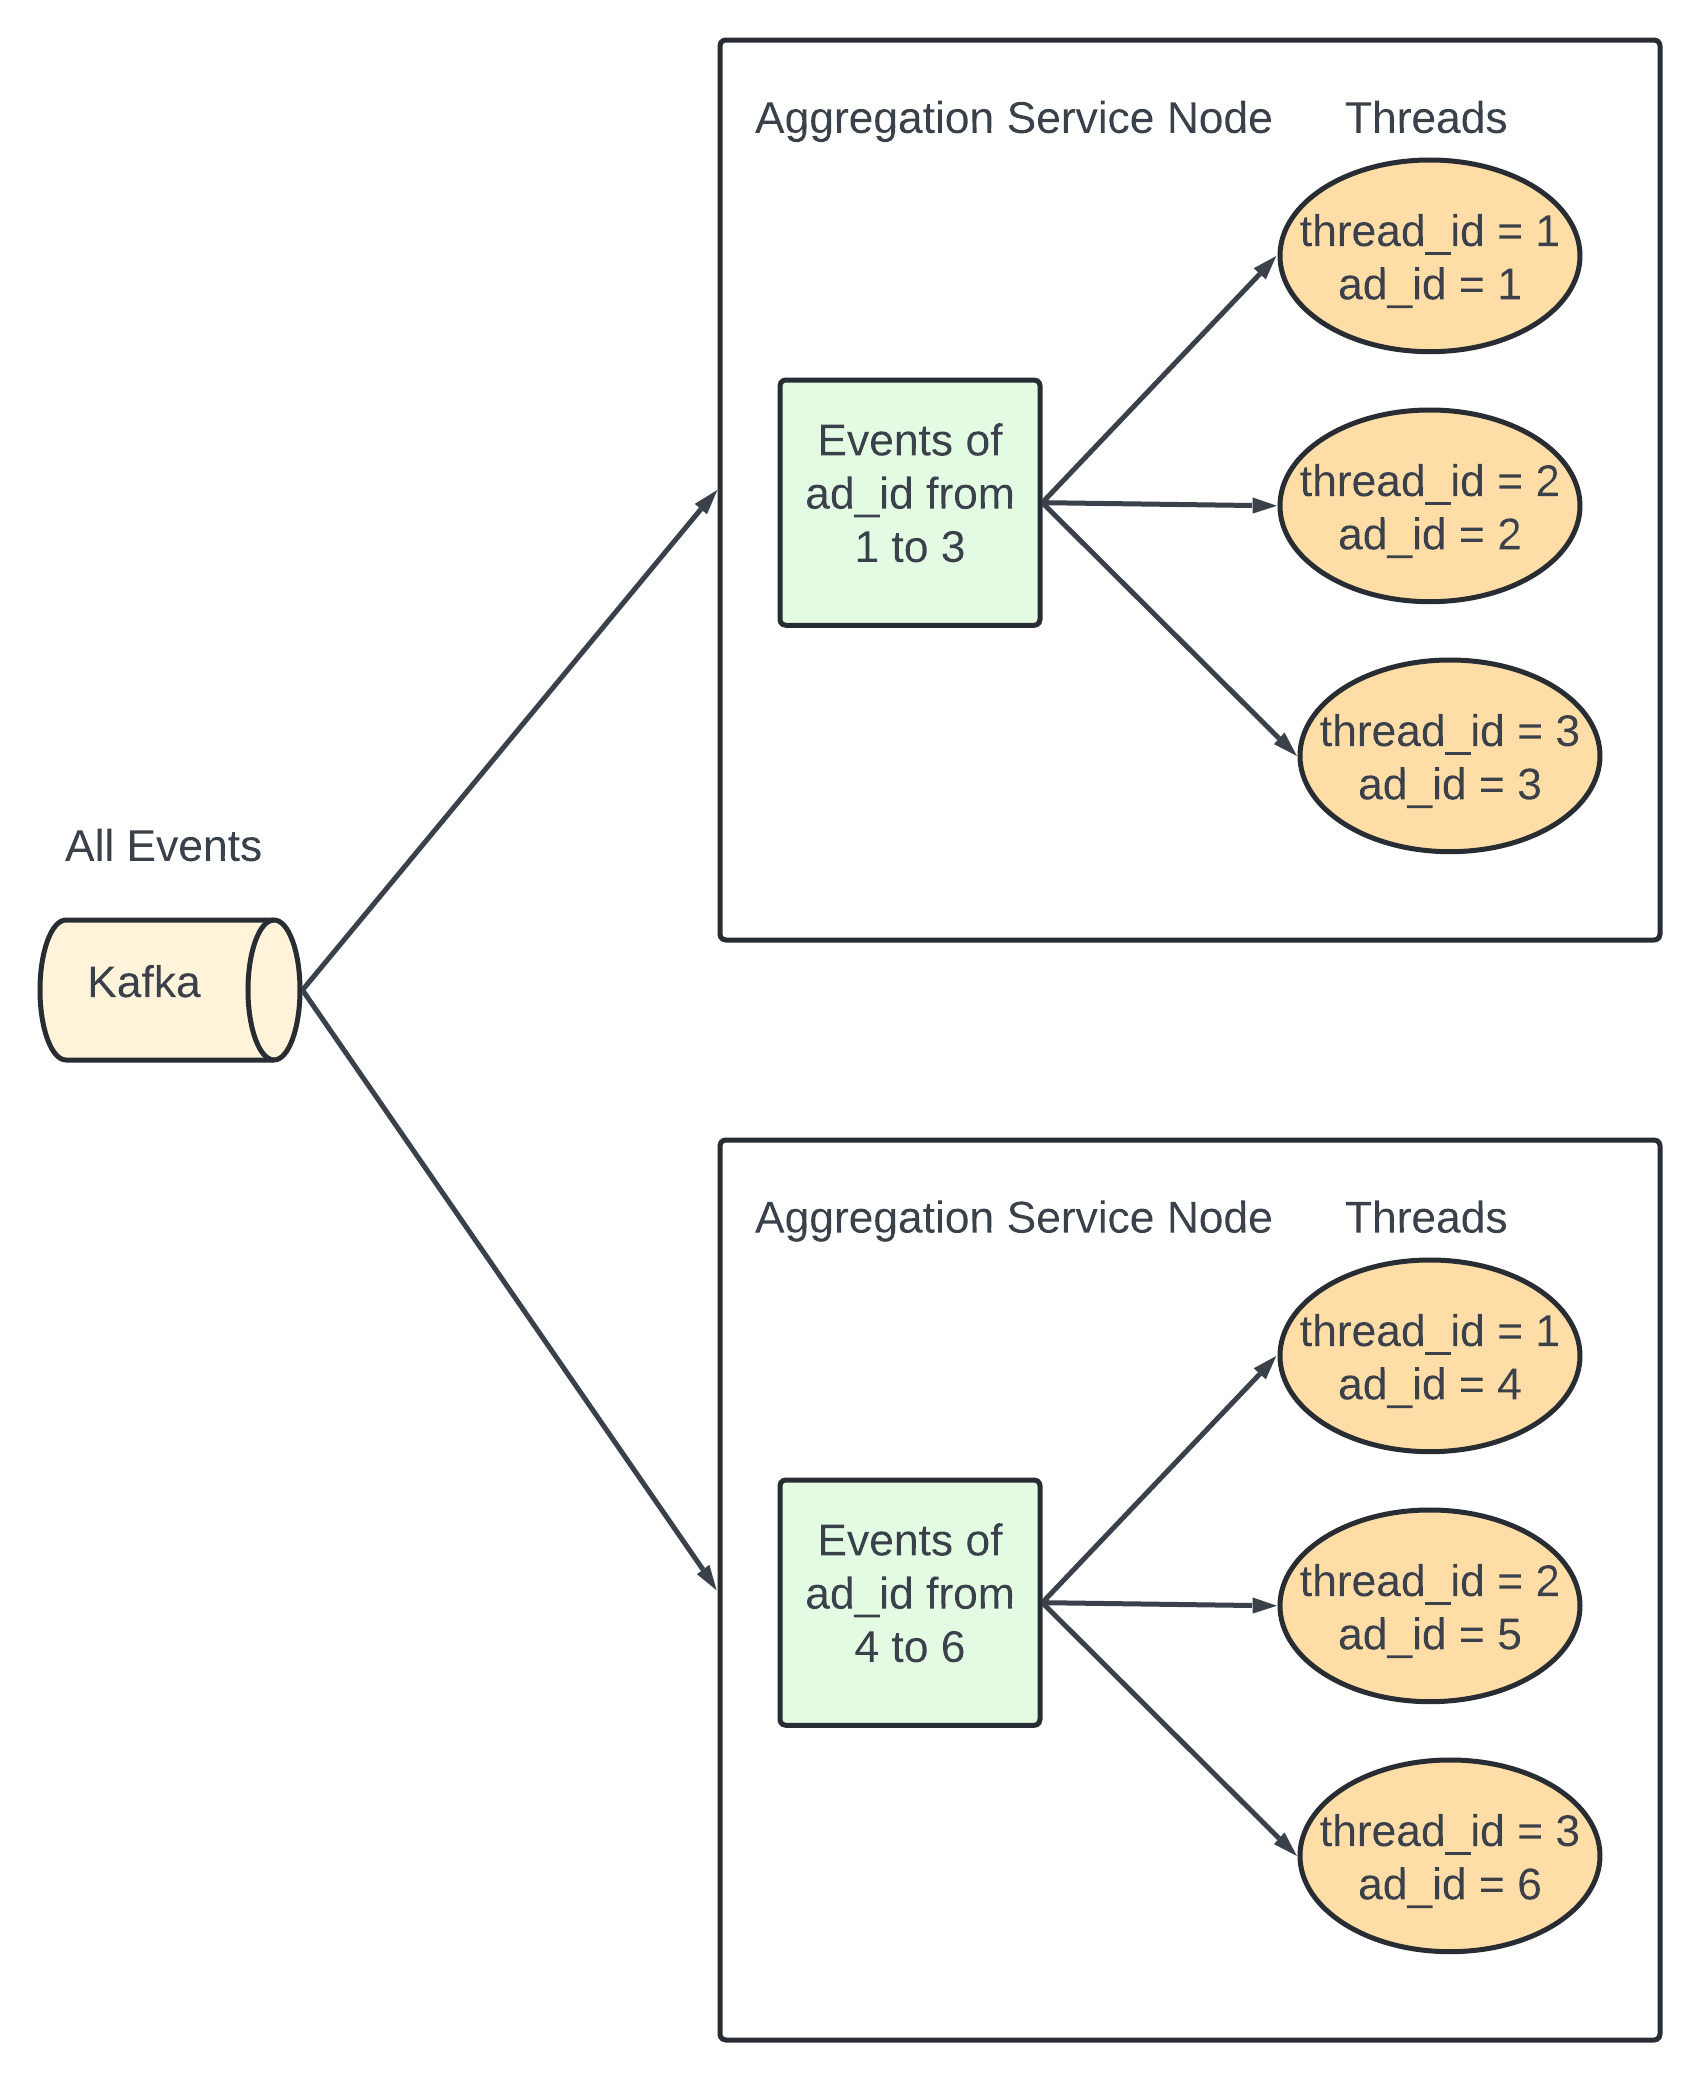 Aggregation Service Node
Threads
thread_id = 1
ad_id = 1
Events of
ad_id from
1 to 3
thread_id = 2
ad_id = 2
thread_id = 3
ad_id = 3
All Events
Kafka
Aggregation Service Node
Threads
thread_id = 1
ad_id = 4
Events of
ad_id from
4 to 6
thread_id = 2
ad_id = 5
thread_id = 3
ad_id = 6